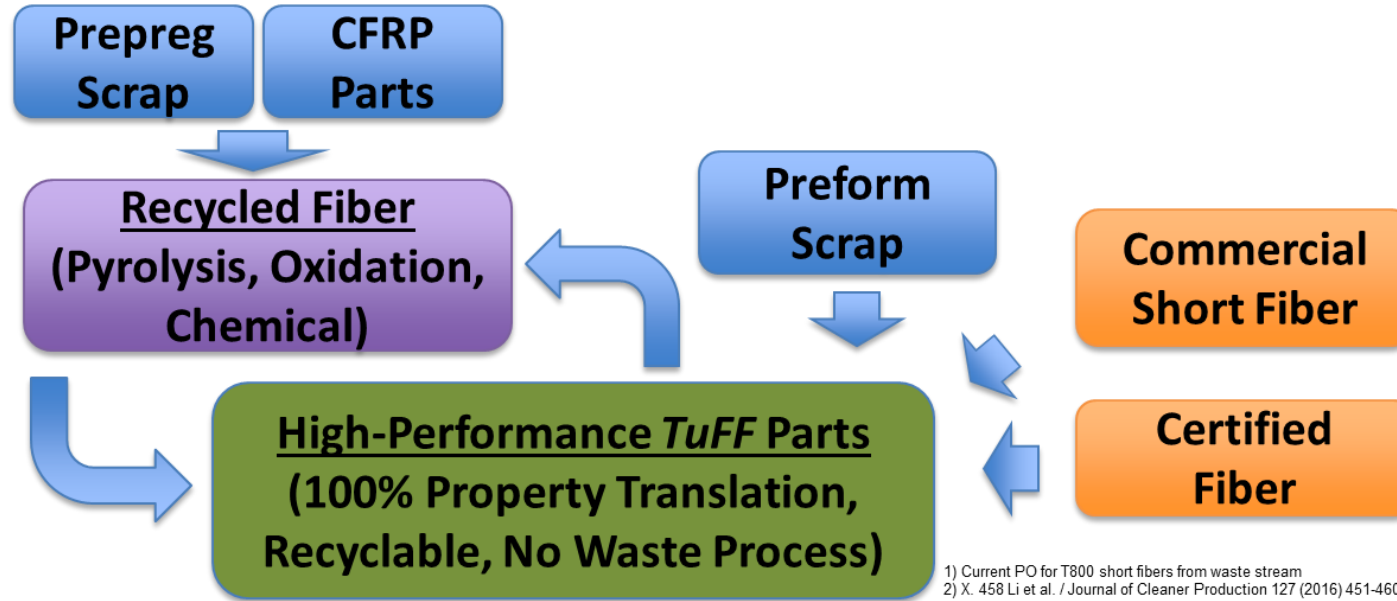 Prepreg
Scrap
CFRP
Parts
Recycled Fiber
(Pyrolysis, Oxidation,
Chemical)
Preform
Scrap
Commercial
Short Fiber
High-Performance TuFF Parts
(100% Property Translation,
Recyclable, No Waste Process)
Certified
Fiber
1) Current PO for T800 short fibers from waste stream
2) X. 458 Li et al. / Journal of Cleaner Production 127 (2016) 451-460